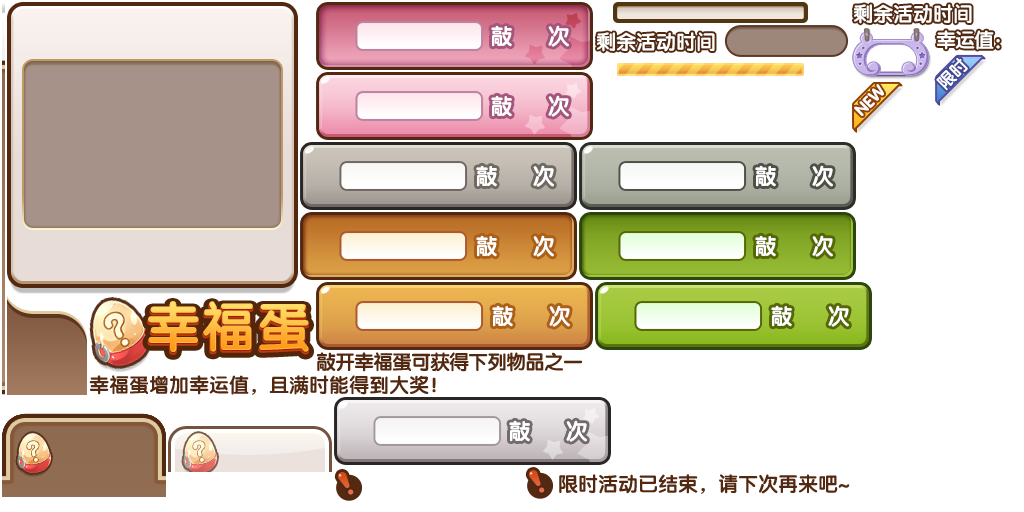 敲 次
剩余活动时间
剩余活动时间
幸运值:
限时
NEW
敲 次
敲 次
敲 次
敲 次
敲 次
敲 次
敲 次
?
幸福蛋
敲开幸福蛋可获得下列物品之一
幸福蛋增加幸运值，且满时能得到大奖!
?
?
敲 次
! ! 限时活动已结束，请下次再来吧~